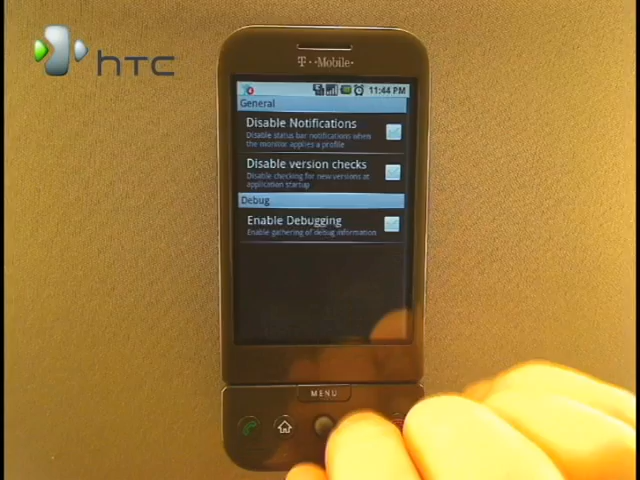 hTC
T··Mobile·
11:44 PM
General
Disable Notifications
Disable status bar notifications when
the monitor applies a profile
Disable version checks
Disable checking for new versions at
application startup
Debug
Enable Debugging
Enable gathering of debug information
MENU